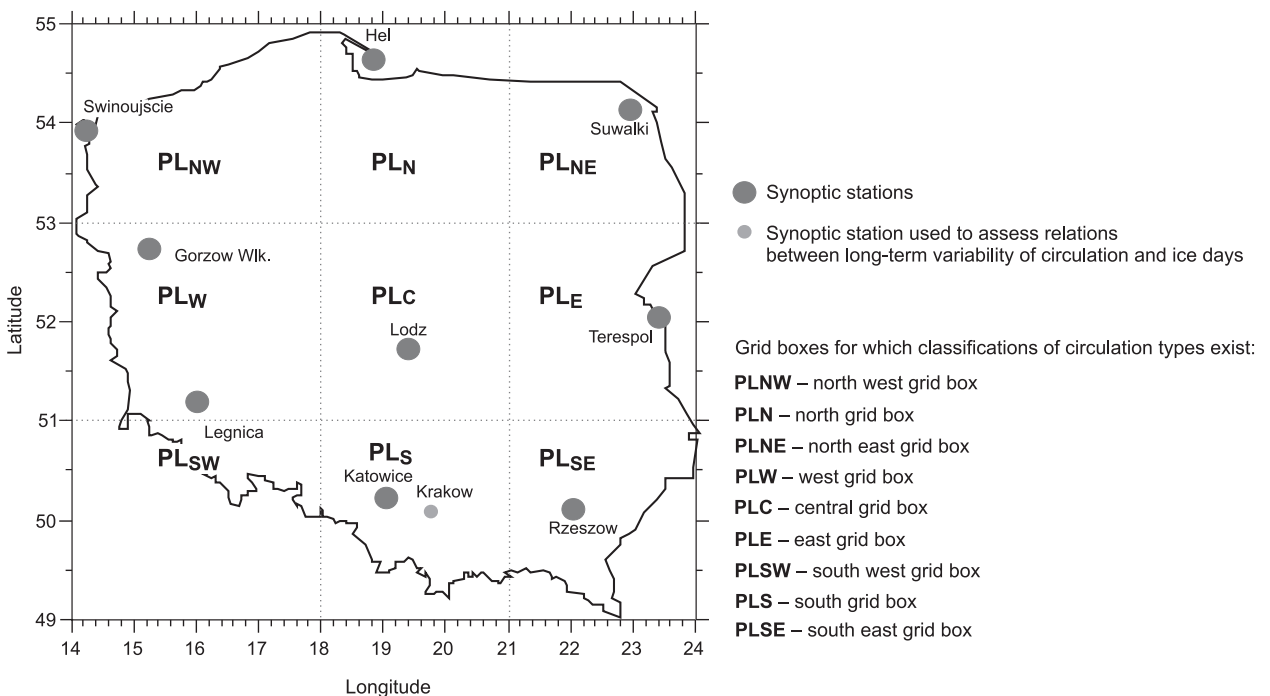 55
Hel
Swinoujscie
54
Suwalki
PLNW
PLN
PLNE
Synoptic stations
53
Synoptic station used to assess relations
between long-term variability of circulation and ice days
Gorzow Wlk.
PLW
PLC
PLE
Latitude
52
Lodz
Terespol
Grid boxes for which classifications of circulation types exist:
PLNW – north west grid box
PLN – north grid box
PLNE – north east grid box
PLW – west grid box
PLC – central grid box
PLE – east grid box
PLSW – south west grid box
PLS – south grid box
PLSE – south east grid box
51
Legnica
PLSW
PLS
PLSE
Katowice
Krakow
50
Rzeszow
49
14 15 16 17 18 19 20 21 22 23 24
Longitude